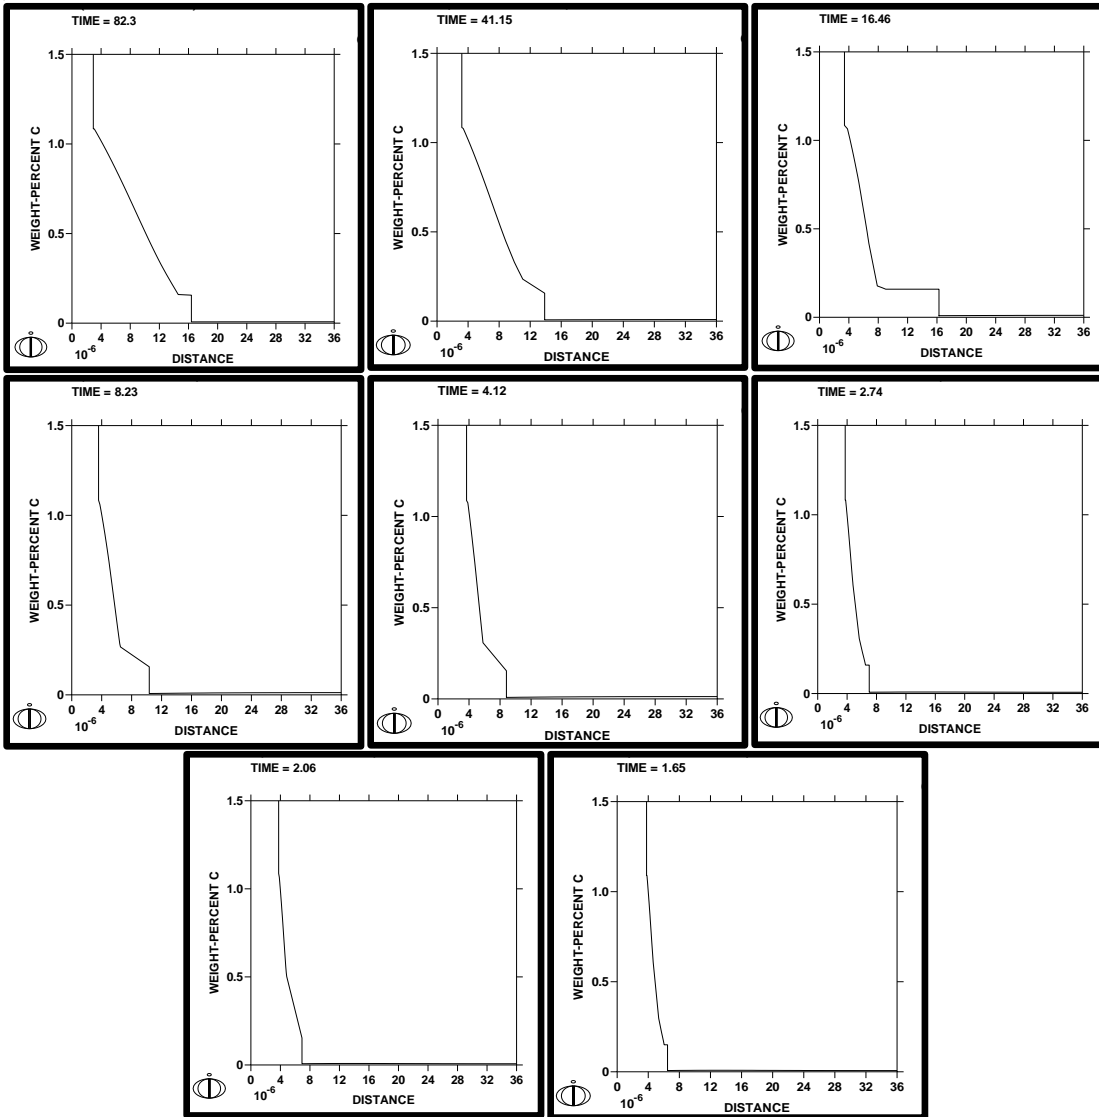 TIME = 82.3
WEIGHT-PERCENT C
1.5
1.0
0.5
0
0 4 8 12 16 20 24 28 32 36
10-6
DISTANCE
TIME = 41.15
WEIGHT-PERCENT C
1.5
1.0
0.5
0
0 4 8 12 16 20 24 28 32 36
10-6
DISTANCE
TIME = 16.46
WEIGHT-PERCENT C
1.5
1.0
0.5
0
0 4 8 12 16 20 24 28 32 36
10-6
DISTANCE
TIME = 8.23
WEIGHT-PERCENT C
1.5
1.0
0.5
0
0 4 8 12 16 20 24 28 32 36
10-6
DISTANCE
TIME = 4.12
WEIGHT-PERCENT C
1.5
1.0
0.5
0
0 4 8 12 16 20 24 28 32 36
10-6
DISTANCE
TIME = 2.74
WEIGHT-PERCENT C
1.5
1.0
0.5
0
0 4 8 12 16 20 24 28 32 36
10-6
DISTANCE
TIME = 2.06
WEIGHT-PERCENT C
1.5
1.0
0.5
0
0 4 8 12 16 20 24 28 32 36
10-6
DISTANCE
TIME = 1.65
WEIGHT-PERCENT C
1.5
1.0
0.5
0
0 4 8 12 16 20 24 28 32 36
10-6
DISTANCE